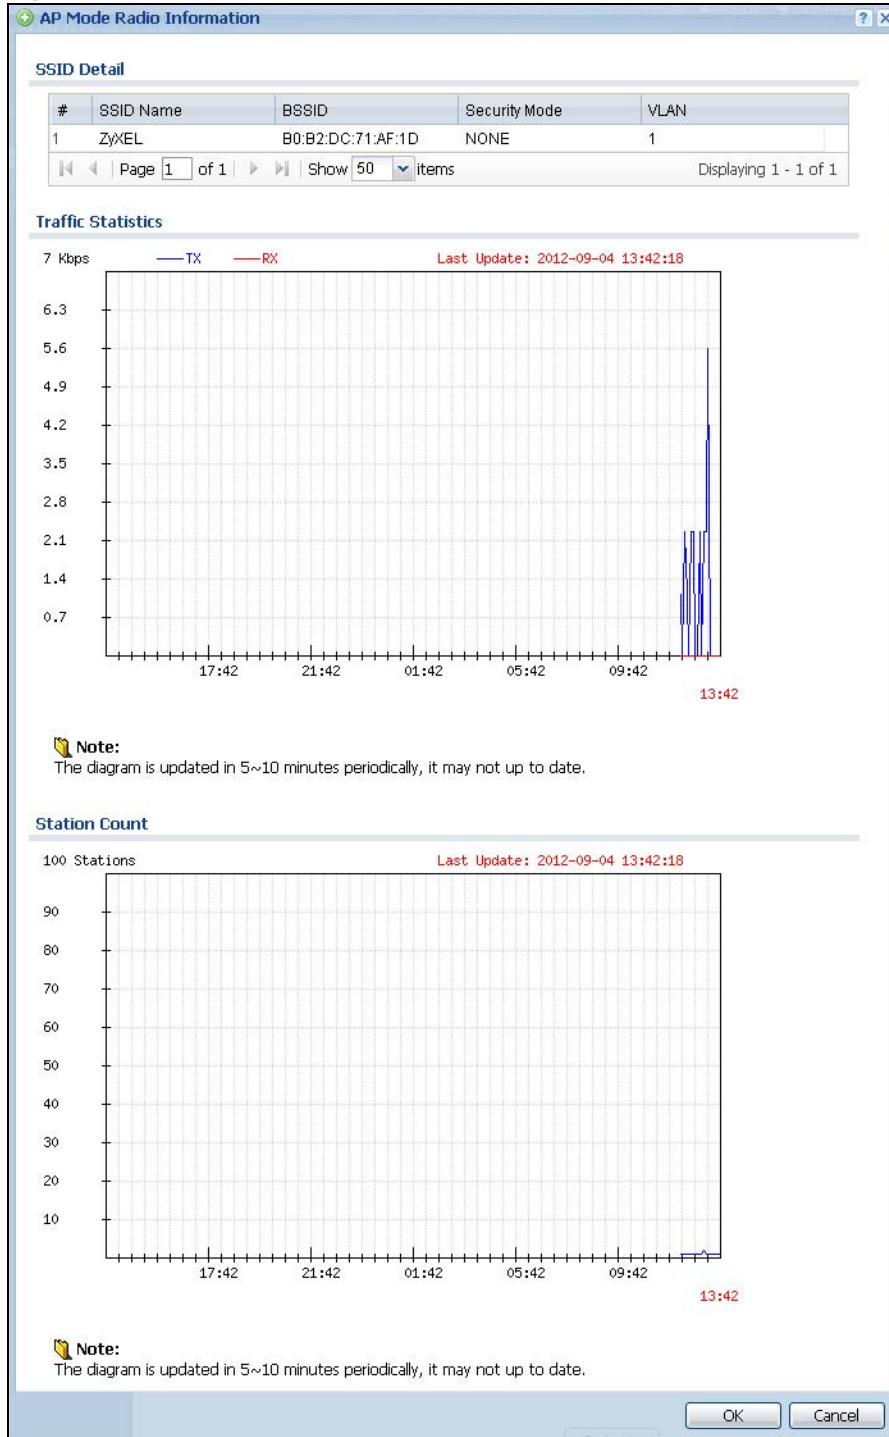 AP Mode Radio Information
SSID Detail
# SSID Name BSSID Security Mode VLAN
1 ZyXEL B0:B2:DC:71:AF:1D NONE 1
Page 1 of 1 Show 50 items Displaying 1 - 1 of 1
Traffic Statistics
7 Kbps TX RX Last Update: 2012-09-04 13:42:18
6.3
5.6
4.9
4.2
3.5
2.8
2.1
1.4
0.7
17:42 21:42 01:42 05:42 09:42
13:42
Note:
The diagram is updated in 5~10 minutes periodically, it may not up to date.
Station Count
100 Stations Last Update: 2012-09-04 13:42:18
90
80
70
60
50
40
30
20
10
17:42 21:42 01:42 05:42 09:42
13:42
Note:
The diagram is updated in 5~10 minutes periodically, it may not up to date.
OK Cancel